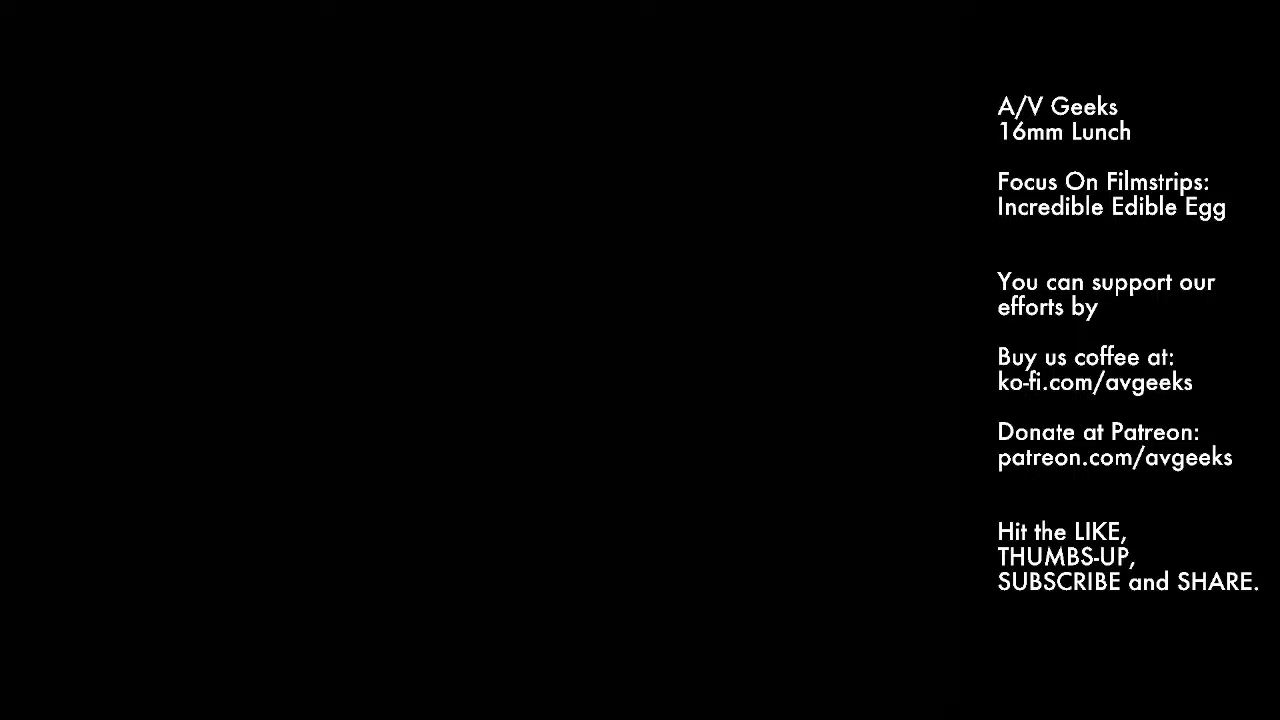 A/V Geeks
16mm Lunch
Focus On Filmstrips:
Incredible Edible Egg
You can support our
efforts by
Buy us coffee at:
ko-fi.com/avgeeks
Donate at Patreon:
patreon.com/avgeeks
Hit the LIKE,
THUMBS-UP,
SUBSCRIBE and SHARE.